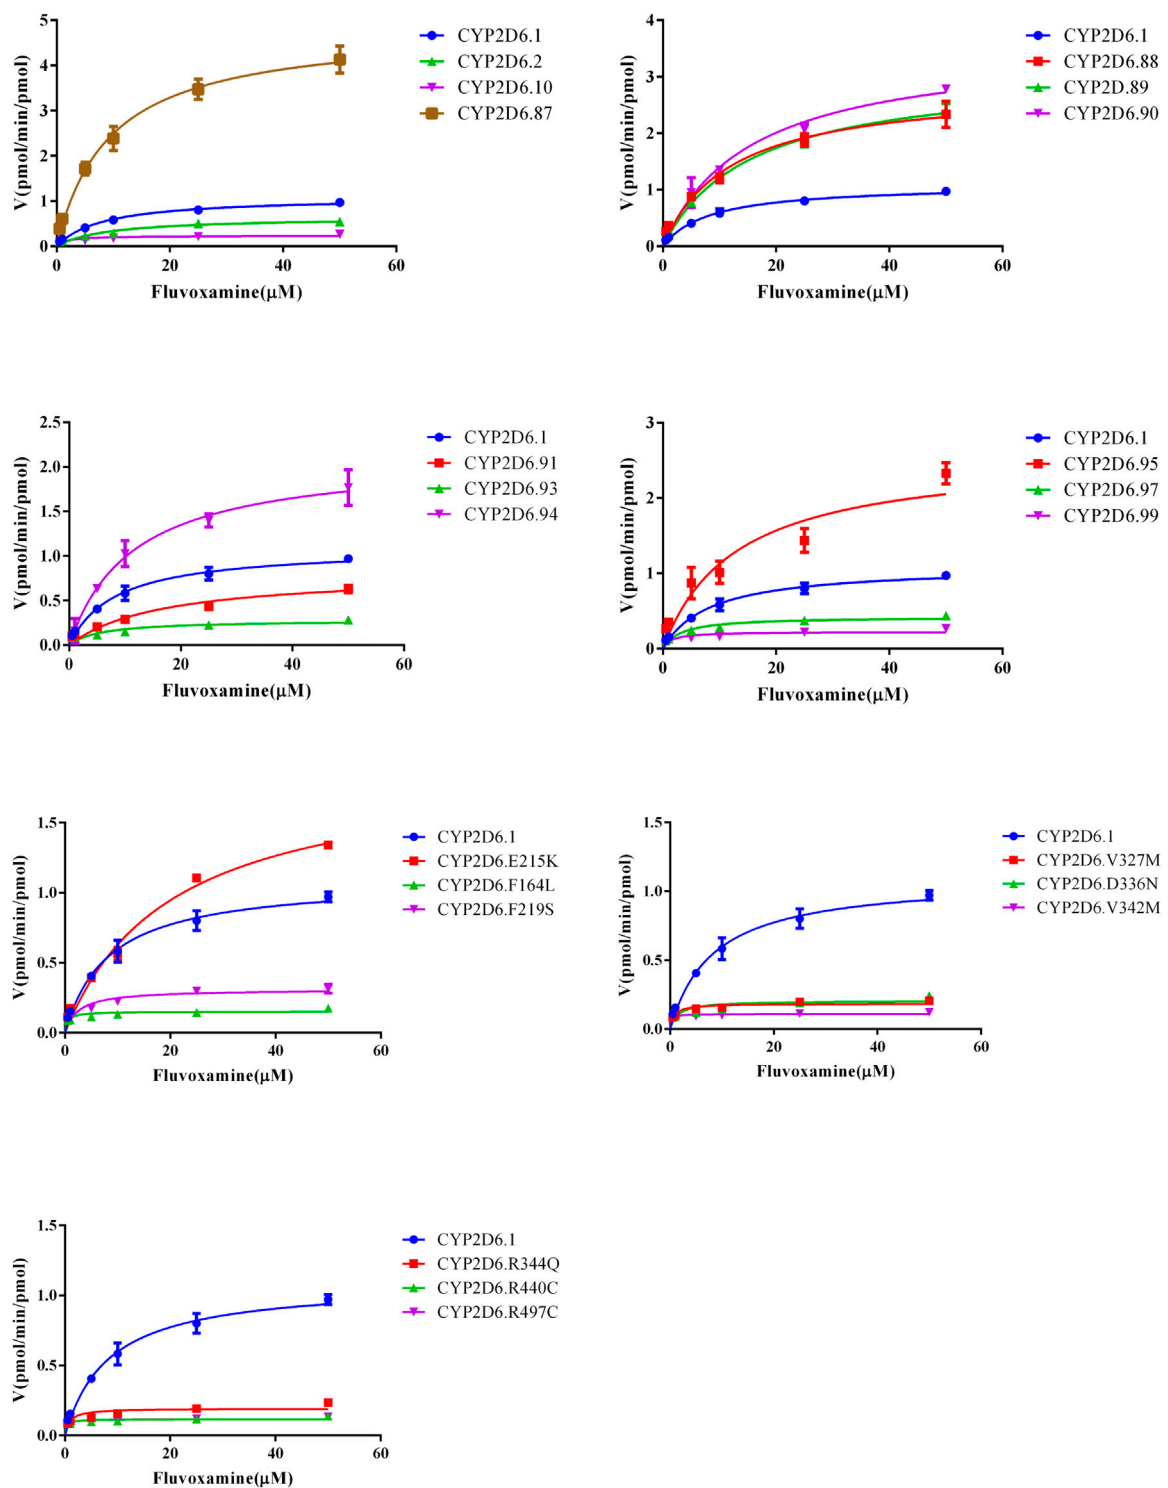 V(pmol/min/pmol)
5
4
3
2
1
0
0
20
40
60
Fluvoxamine(μM)
CYP2D6.1
CYP2D6.2
CYP2D6.10
CYP2D6.87
V(pmol/min/pmol)
4
3
2
1
0
0
20
40
60
Fluvoxamine(μM)
CYP2D6.1
CYP2D6.88
CYP2D.89
CYP2D6.90
V(pmol/min/pmol)
2.5
2.0
1.5
1.0
0.5
0.0
0
20
40
60
Fluvoxamine(μM)
CYP2D6.1
CYP2D6.91
CYP2D6.93
CYP2D6.94
V(pmol/min/pmol)
3
2
1
0
0
20
40
60
Fluvoxamine(μM)
CYP2D6.1
CYP2D6.95
CYP2D6.97
CYP2D6.99
V(pmol/min/pmol)
1.5
1.0
0.5
0.0
0
20
40
60
Fluvoxamine(μM)
CYP2D6.1
CYP2D6.E215K
CYP2D6.F164L
CYP2D6.F219S
V(pmol/min/pmol)
1.5
1.0
0.5
0.0
0
20
40
60
Fluvoxamine(μM)
CYP2D6.1
CYP2D6.V327M
CYP2D6.D336N
CYP2D6.V342M
V(pmol/min/pmol)
1.5
1.0
0.5
0.0
0
20
40
60
Fluvoxamine(μM)
CYP2D6.1
CYP2D6.R344Q
CYP2D6.R440C
CYP2D6.R497C